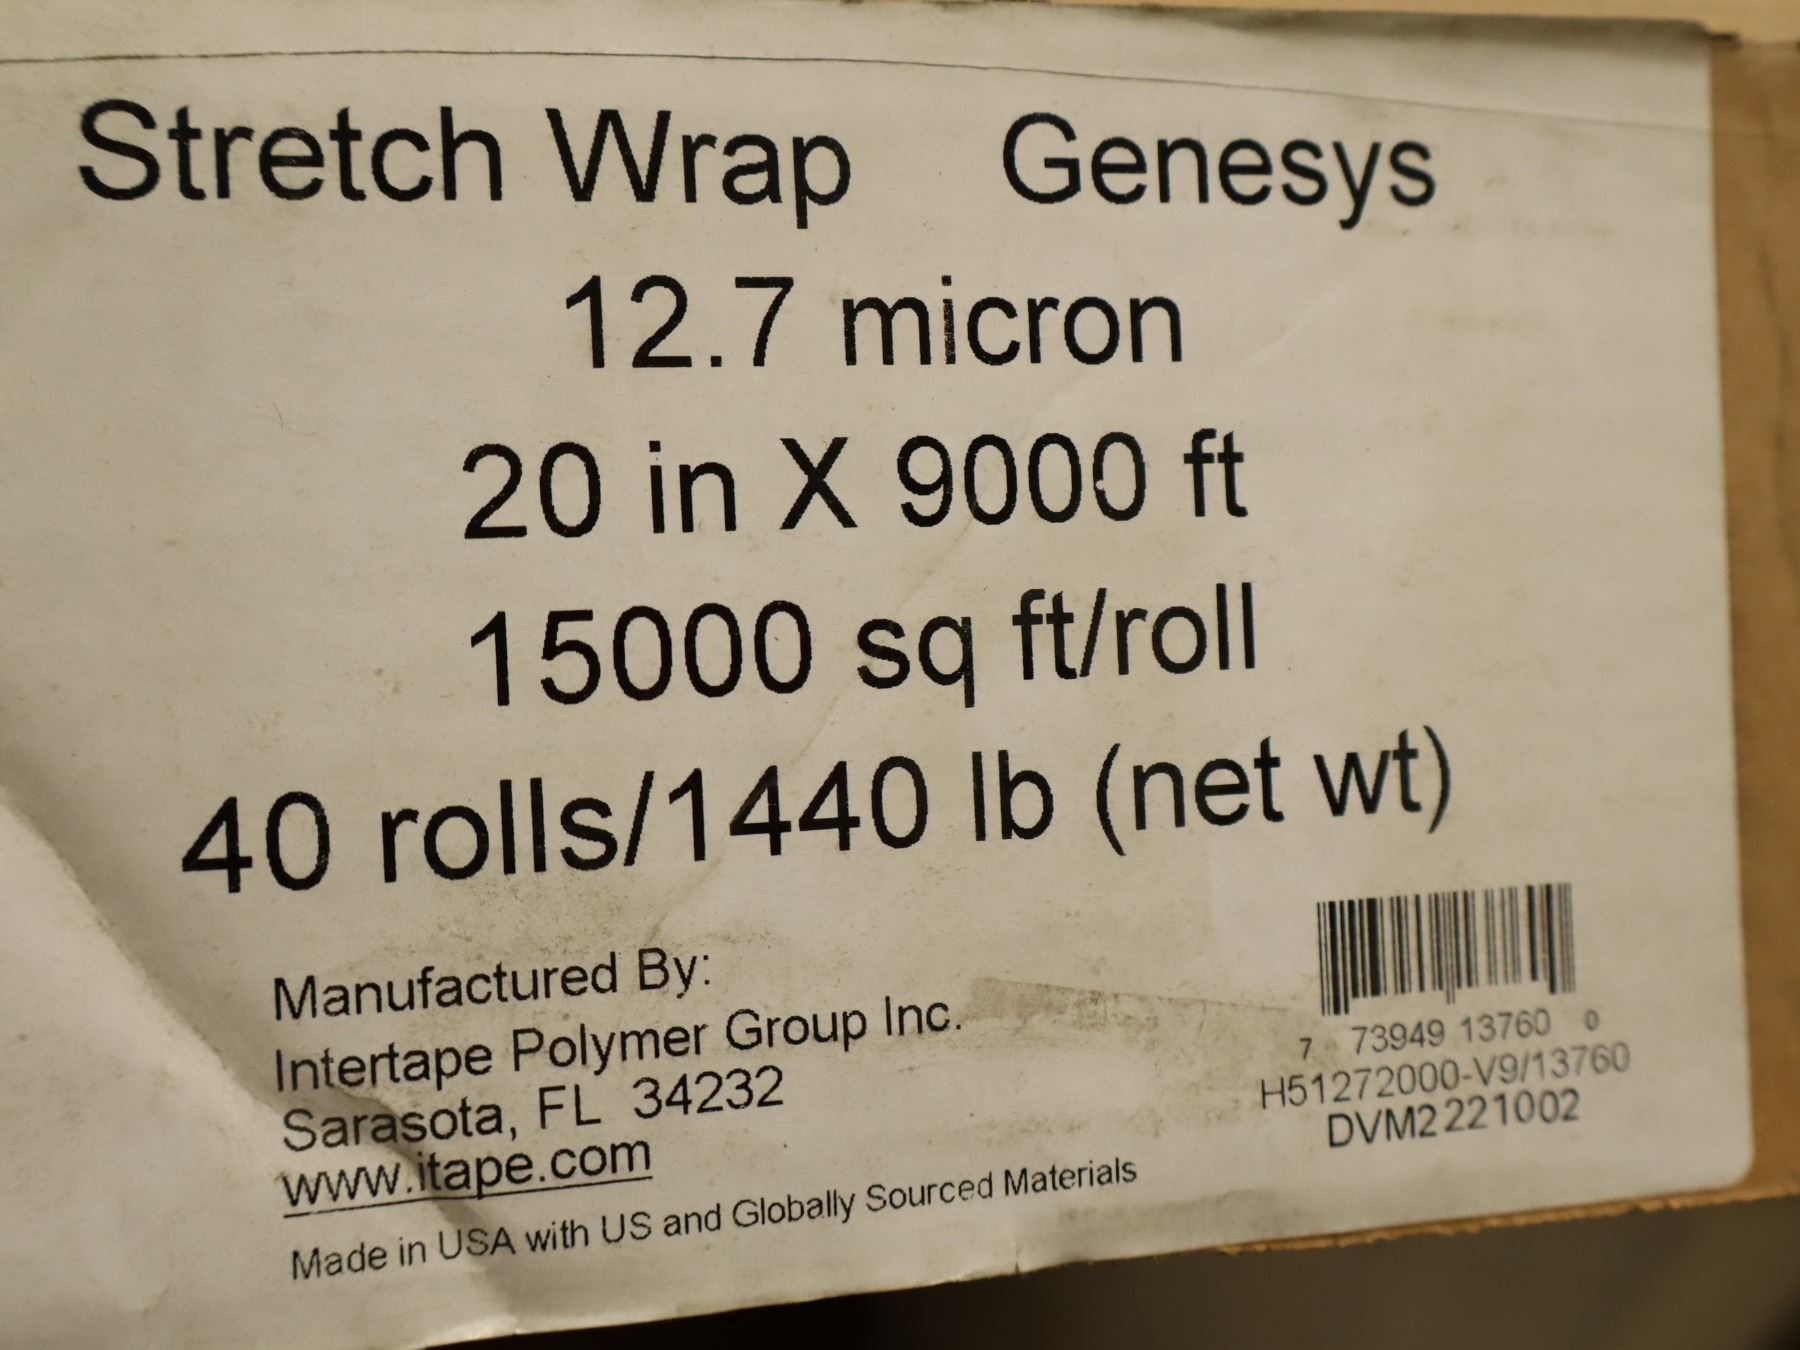 Stretch Wrap Genesys
12.7 micron
20 in X 9000 ft
15000 sq ft/roll
40 rolls/1440 lb (net wt)
Manufactured By:
Intertape Polymer Group Inc.
Sarasota, FL 34232
www.itape.com
Made in USA with US and Globally Sourced Materials
7 73949 13760 0
H51272000-V9/13760
DVM2 221002